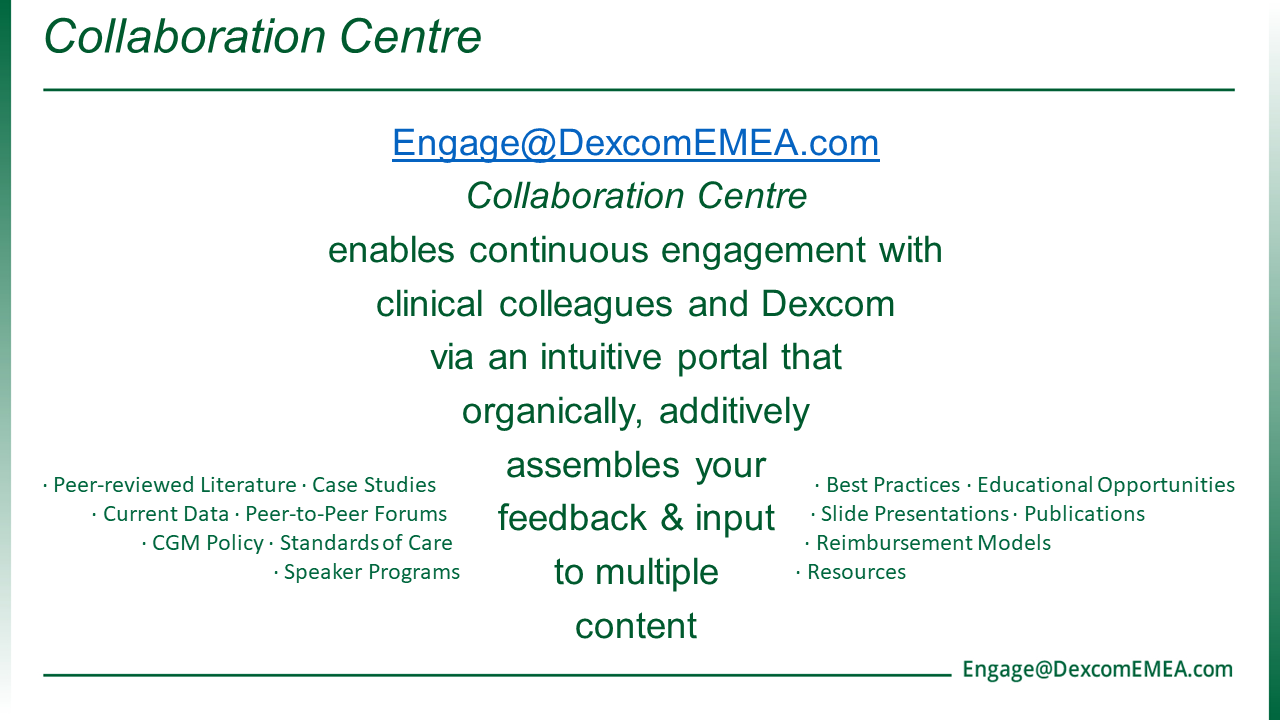 Collaboration Centre
Engage@DexcomEMEA.com
Collaboration Centre
enables continuous engagement with
clinical colleagues and Dexcom
via an intuitive portal that
organically, additively
assembles your
feedback & input
to multiple
content
· Peer-reviewed Literature · Case Studies
· Current Data · Peer-to-Peer Forums
· CGM Policy · Standards of Care
· Speaker Programs
· Best Practices · Educational Opportunities
· Slide Presentations · Publications
· Reimbursement Models
· Resources
Engage@DexcomEMEA.com